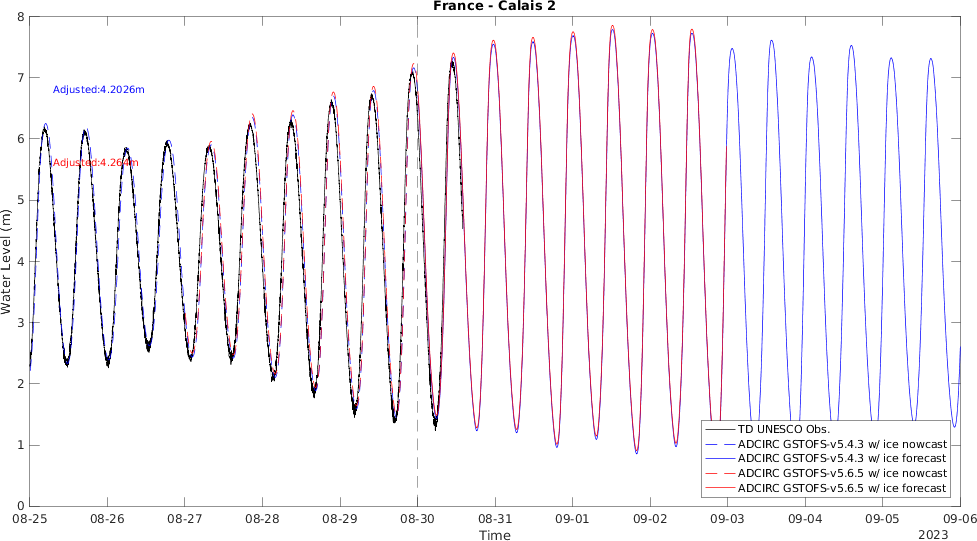 France - Calais 2
8
7
6
5
4
3
2
1
0
Water Level (m)
Adjusted:4.2026m
Adjusted:4.264m
TD UNESCO Obs.
ADCIRC GSTOFS-v5.4.3 w/ ice nowcast
ADCIRC GSTOFS-v5.4.3 w/ ice forecast
ADCIRC GSTOFS-v5.6.5 w/ ice nowcast
ADCIRC GSTOFS-v5.6.5 w/ ice forecast
08-25 08-26 08-27 08-28 08-29 08-30 08-31 09-01 09-02 09-03 09-04 09-05 09-06
Time
2023